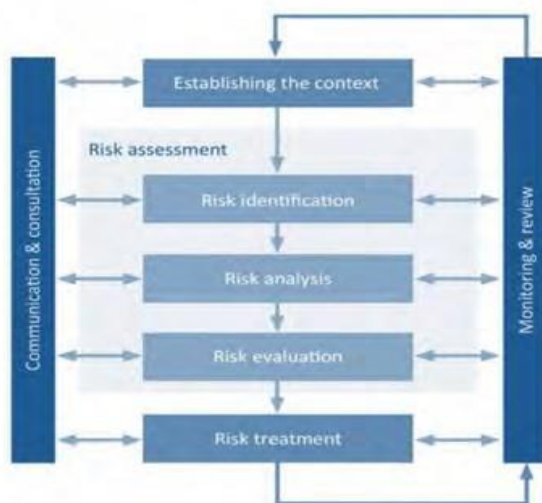 Establishing the context
Risk assessment
Risk identification
Risk analysis
Risk evaluation
Risk treatment
Communication & consultation
Monitoring & review